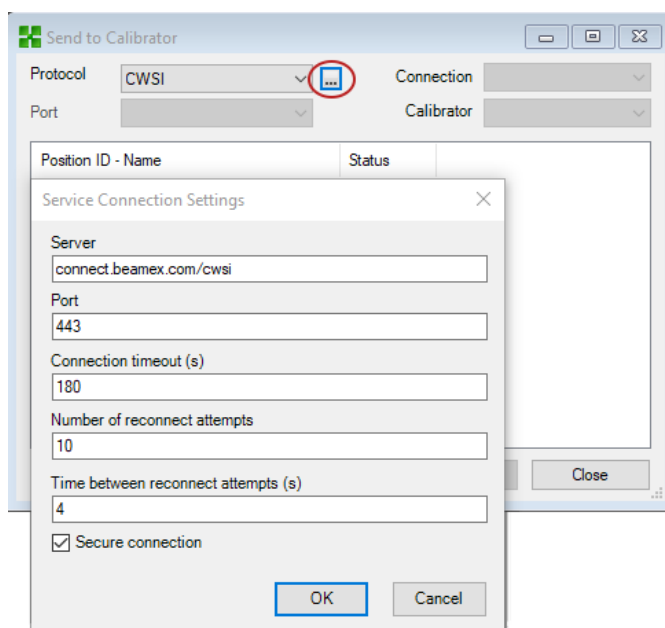 Send to Calibrator
Protocol CWSI ... Connection
Port Calibrator
Position ID - Name Status
Service Connection Settings
Server
connect.beamex.com/cwsi
Port
443
Connection timeout (s)
180
Number of reconnect attempts
10
Time between reconnect attempts (s)
4
Secure connection
OK Cancel
Close